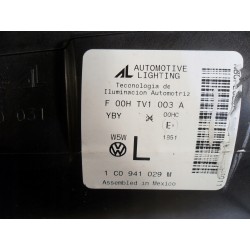 AL AUTOMOTIVE
LIGHTING
Tecnologia de
Iluminacion Automotriz
F 00H TV1 003 A
YBY 00HC
E
W5W 1351
L
1 C0 941 029 M
Assembled in Mexico